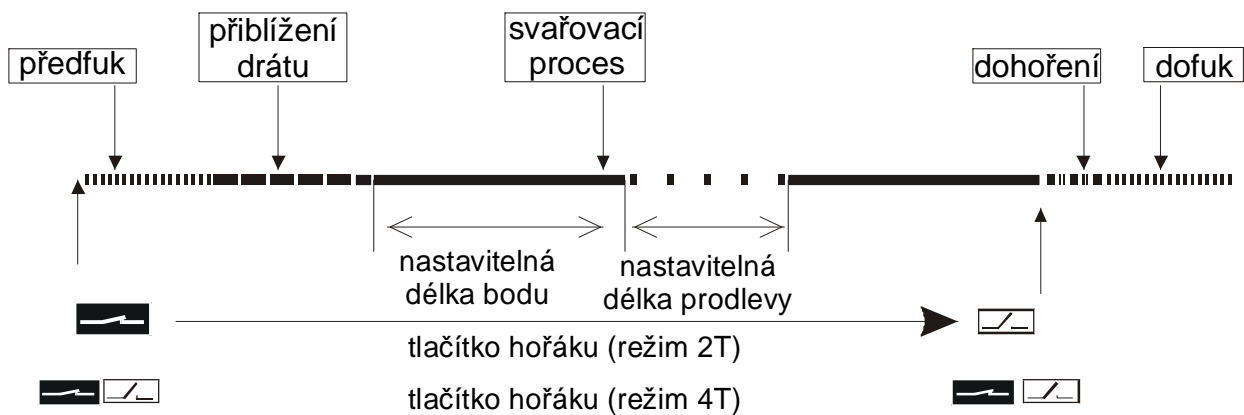 předfuk
přiblížení
drátu
svařovací
proces
dohoření
dofuk
nastavitelná
délka bodu
nastavitelná
délka prodlevy
tlačítko hořáku (režim 2T)
tlačítko hořáku (režim 4T)